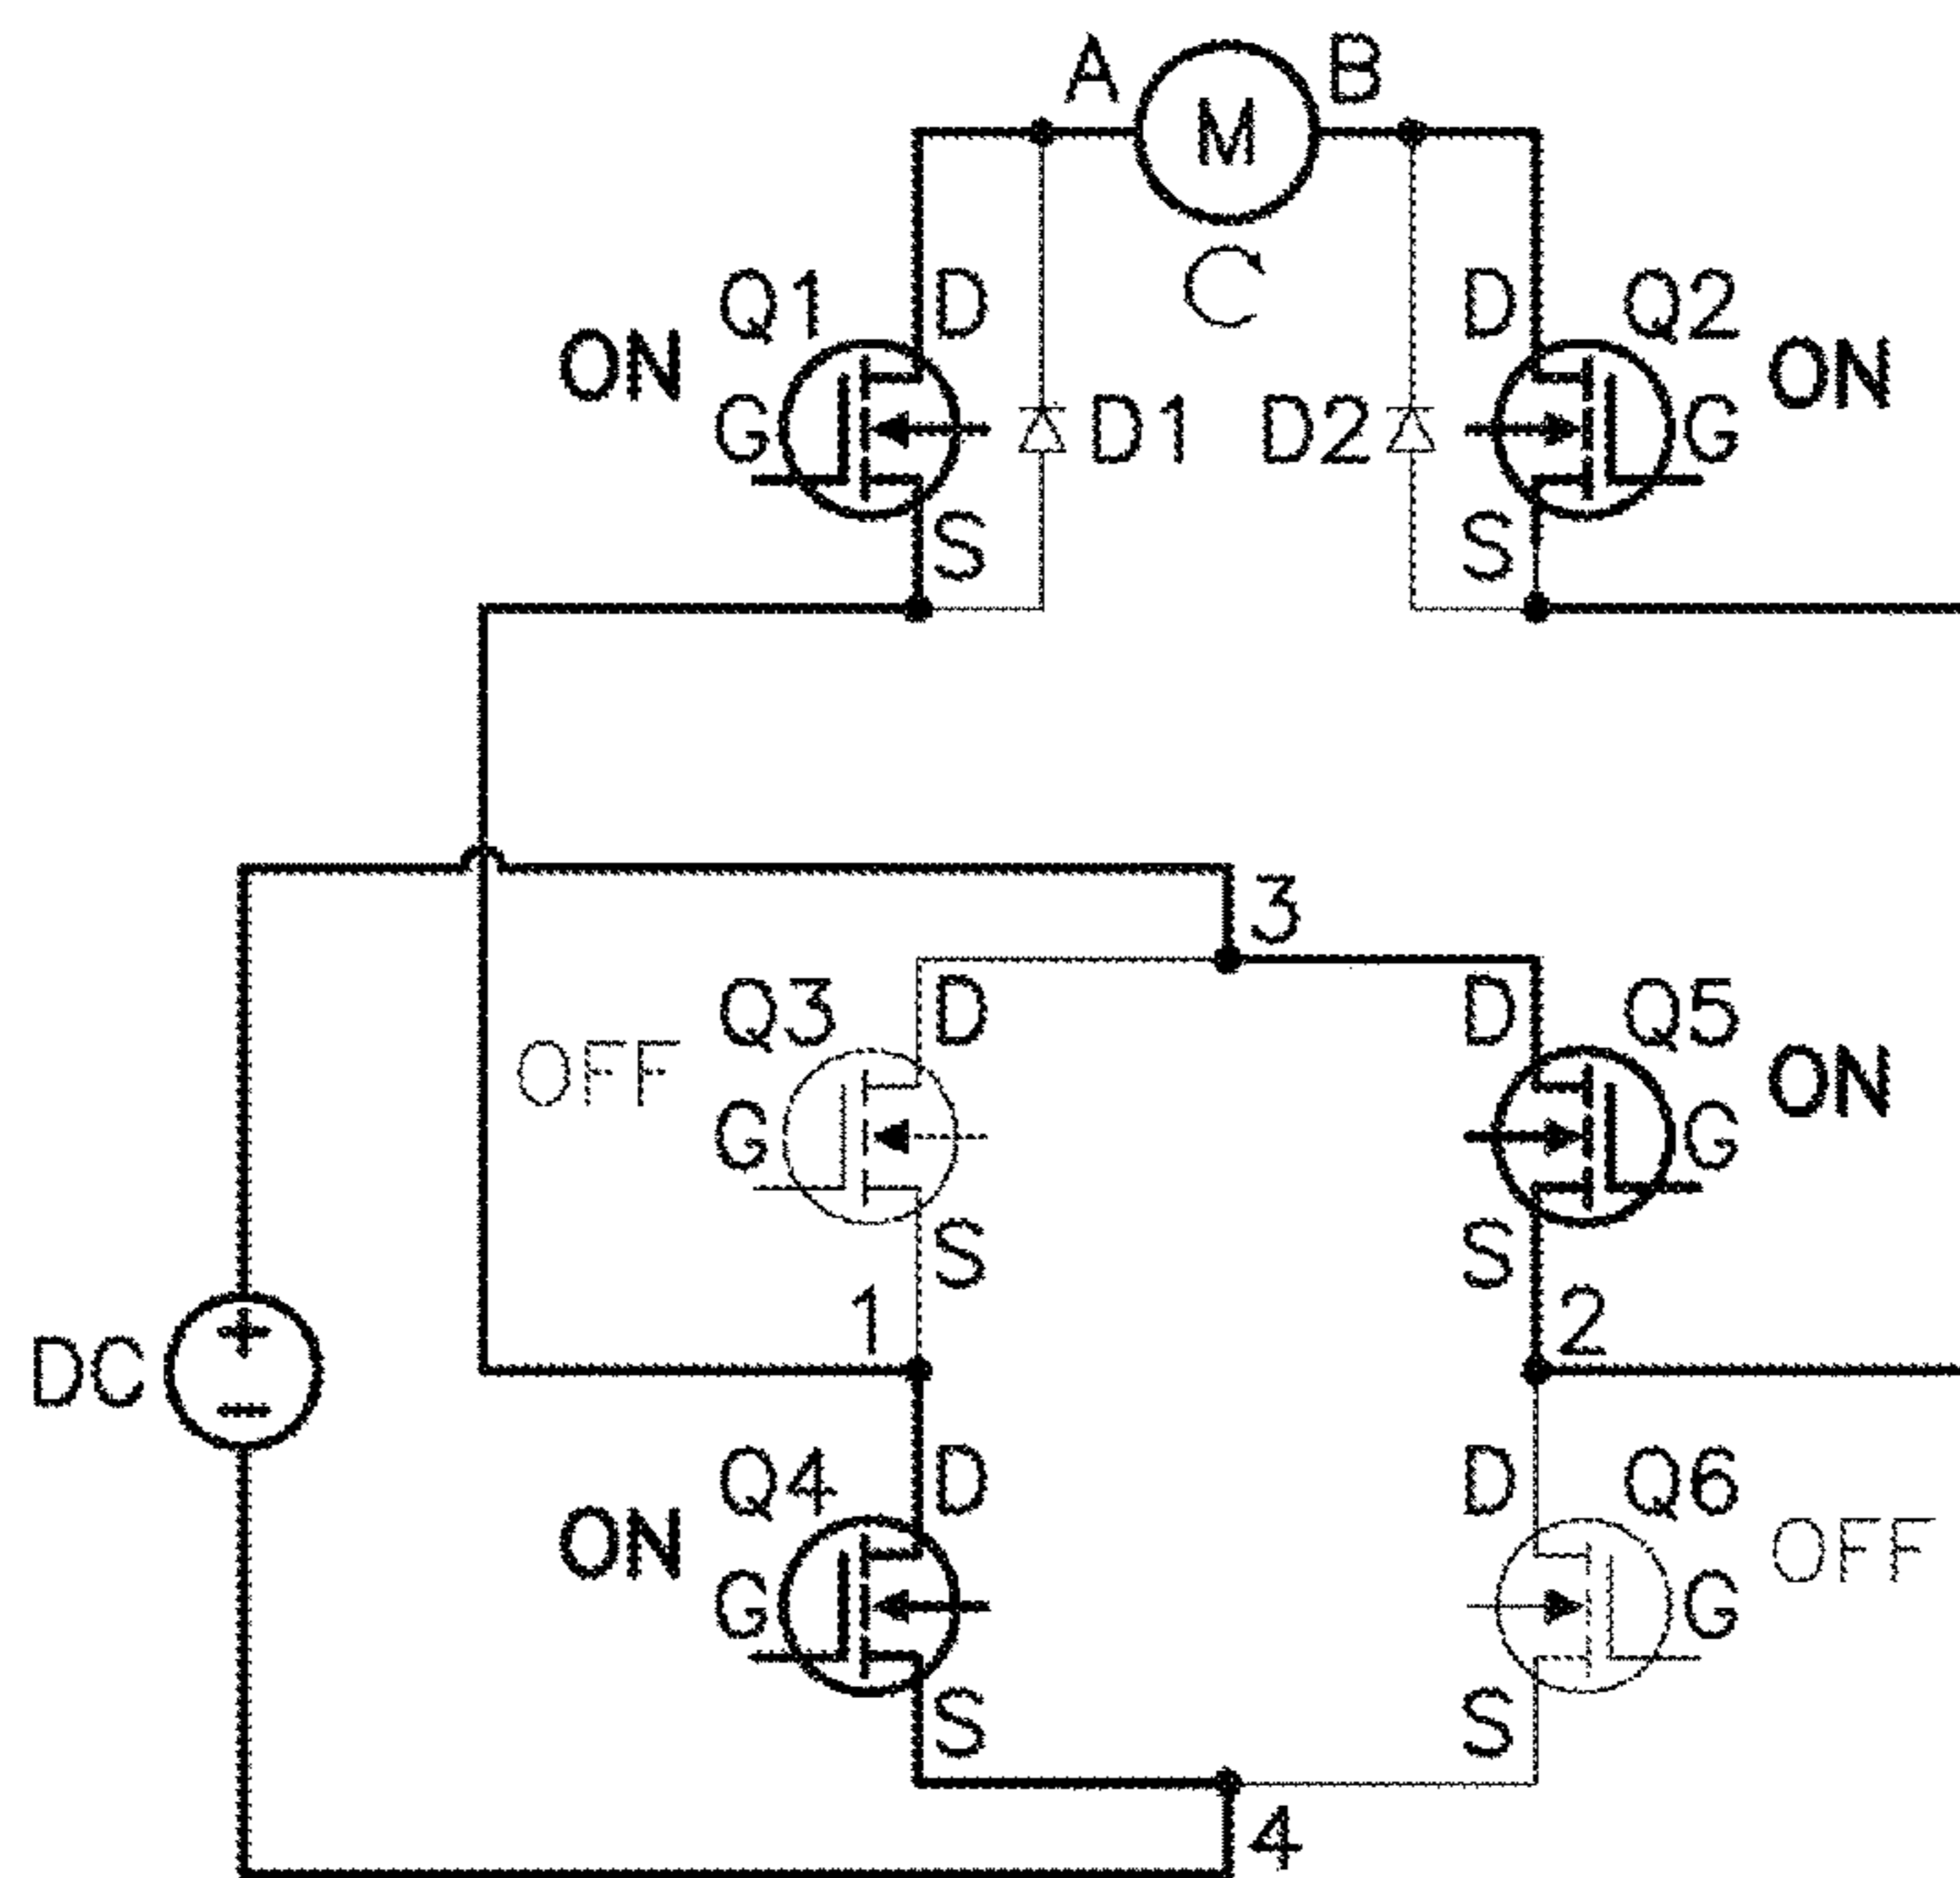 A B
M
Q1 D D Q2
ON ON
G D1 D2 G
S S
3
Q3 D D Q5
OFF ON
G G
S S
1 2
DC + −
Q4 D D Q6
ON OFF
G G
S S
4